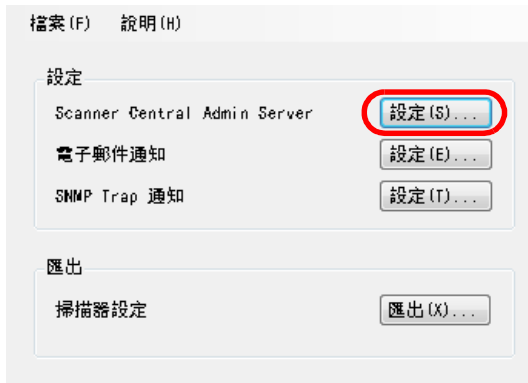 檔案(F) 說明(H)
設定
Scanner Central Admin Server 設定(S)...
電子郵件通知 設定(E)...
SNMP Trap 通知 設定(T)...
匯出
掃描器設定 匯出(X)...